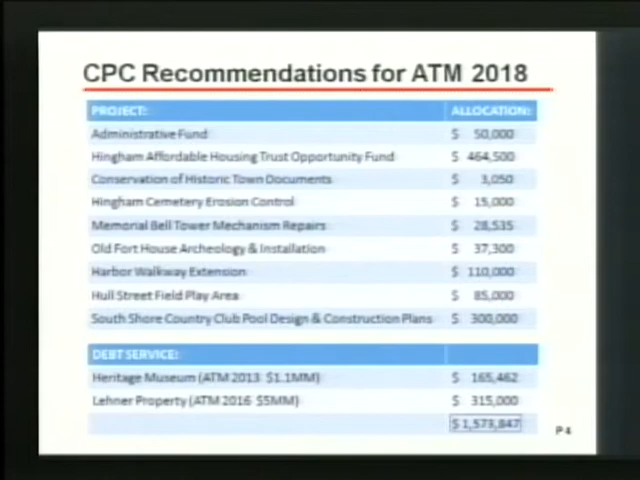 CPC Recommendations for ATM 2018
PROJECT: ALLOCATION:
Administrative Fund $ 50,000
Hingham Affordable Housing Trust Opportunity Fund $ 464,500
Conservation of Historic Town Documents $ 3,050
Hingham Cemetery Erosion Control $ 15,000
Memorial Bell Tower Mechanism Repairs $ 28,535
Old Fort House Archeology & Installation $ 37,300
Harbor Walkway Extension $ 110,000
Hull Street Field Play Area $ 85,000
South Shore Country Club Pool Design & Construction Plans $ 300,000
DEBT SERVICE:
Heritage Museum (ATM 2013 $1.1MM) $ 165,462
Lehner Property (ATM 2016 $5MM) $ 315,000
$ 1,573,847
P 4